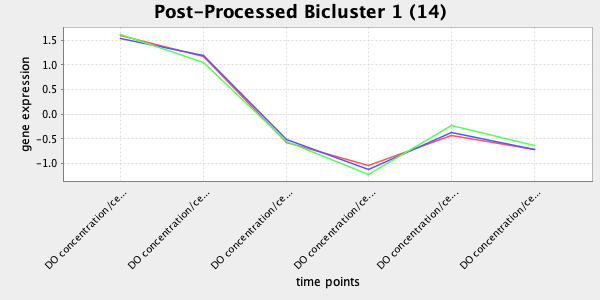 Post-Processed Bicluster 1 (14)
gene expression
1.5
1.0
0.5
0.0
-0.5
-1.0
DO concentration/ce...
DO concentration/ce...
DO concentration/ce...
DO concentration/ce...
DO concentration/ce...
DO concentration/ce...
time points